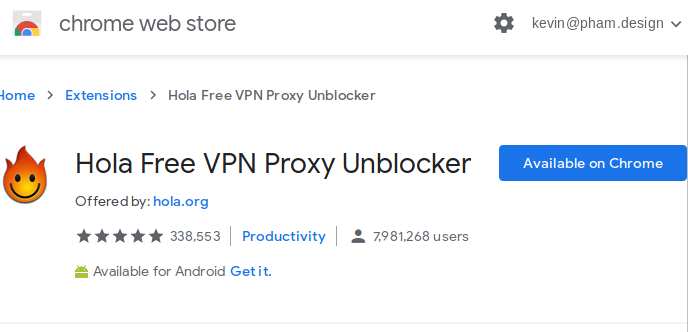 chrome web store
kevin@pham.design
Home > Extensions > Hola Free VPN Proxy Unblocker
Hola Free VPN Proxy Unblocker
Available on Chrome
Offered by: hola.org
338,553 | Productivity | 7,981,268 users
Available for Android Get it.